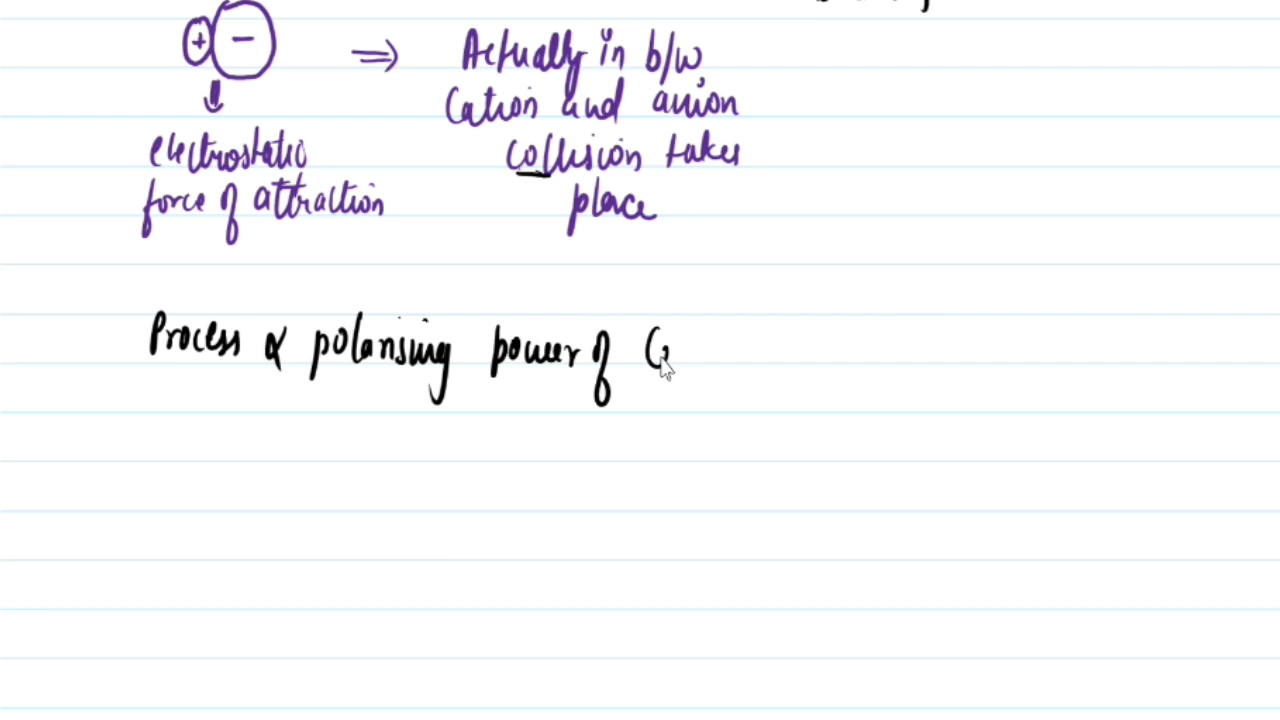 + - ⇒ Actually in b/w,
Cation and anion
electrostatic collision takes
force of attraction place
Process ∝ polarising power of C